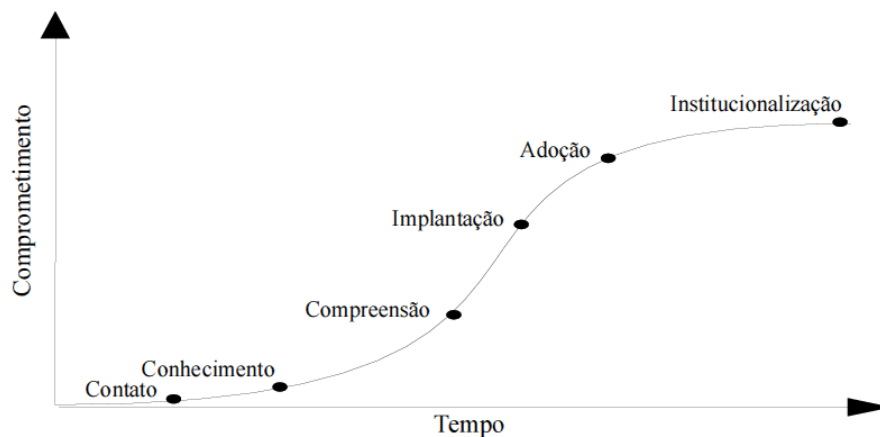 Institucionalização
Adoção
Implantação
Compreensão
Conhecimento
Contato
Comprometimento
Tempo